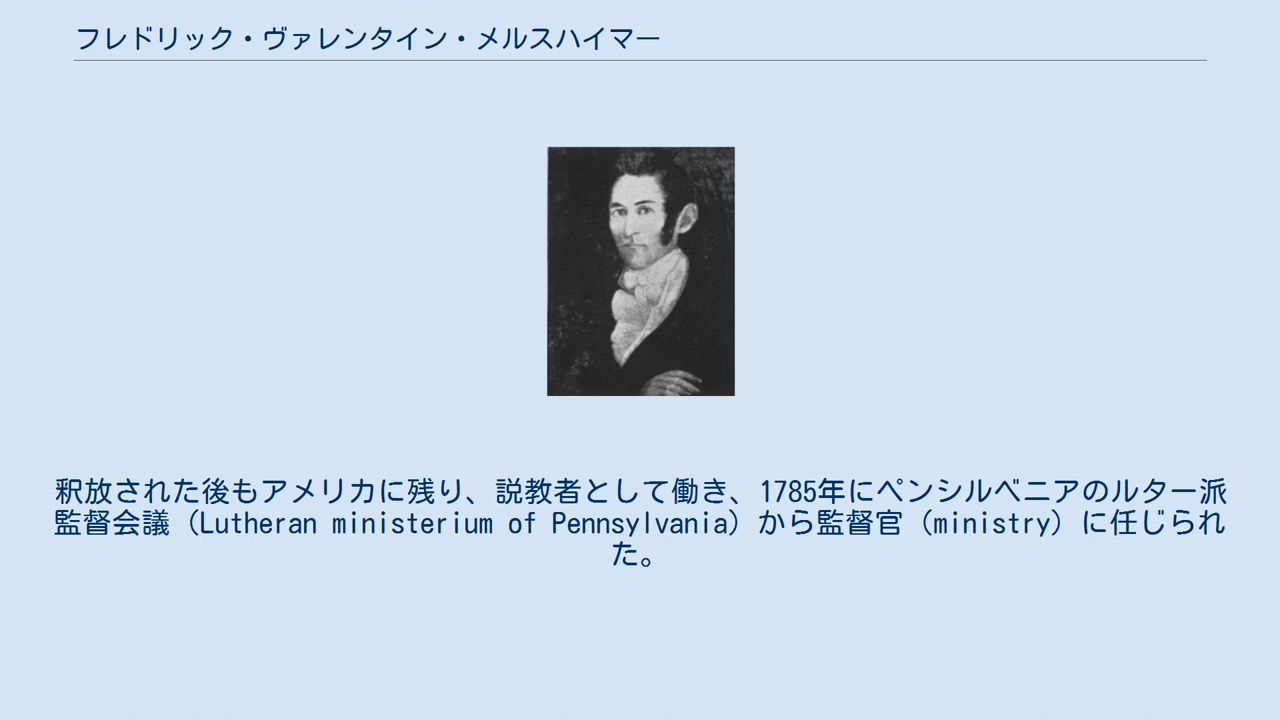 フレドリック・ヴァレンタイン・メルスハイマー
釈放された後もアメリカに残り、説教者として働き、1785年にペンシルベニアのルター派
監督会議（Lutheran ministerium of Pennsylvania）から監督官（ministry）に任じられ
た。